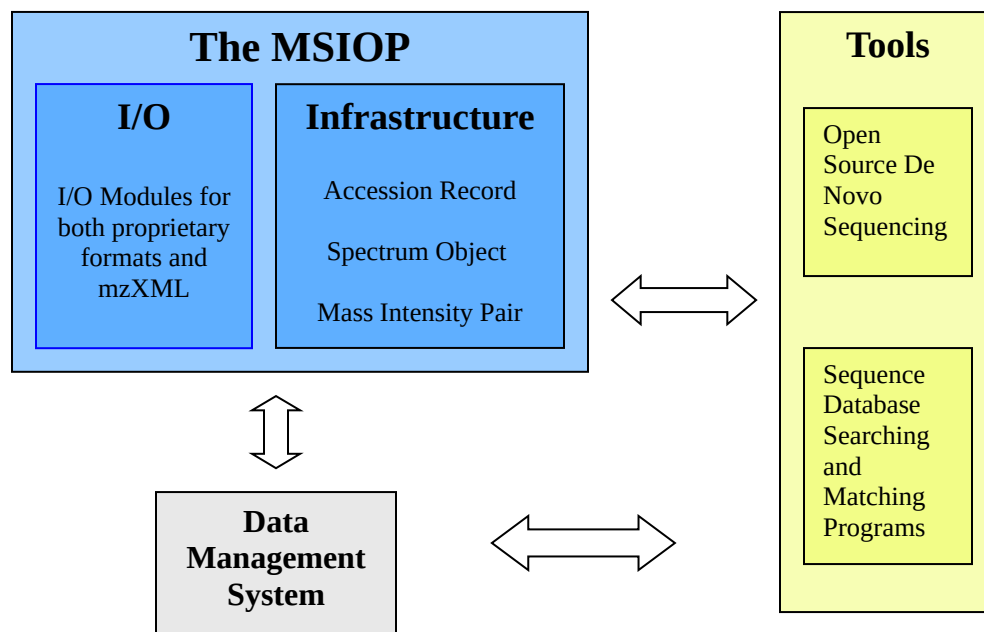 The MSIOP
I/O
I/O Modules for
both proprietary
formats and
mzXML
Infrastructure
Accession Record
Spectrum Object
Mass Intensity Pair
Tools
Open
Source De
Novo
Sequencing
Sequence
Database
Searching
and
Matching
Programs
Data
Management
System